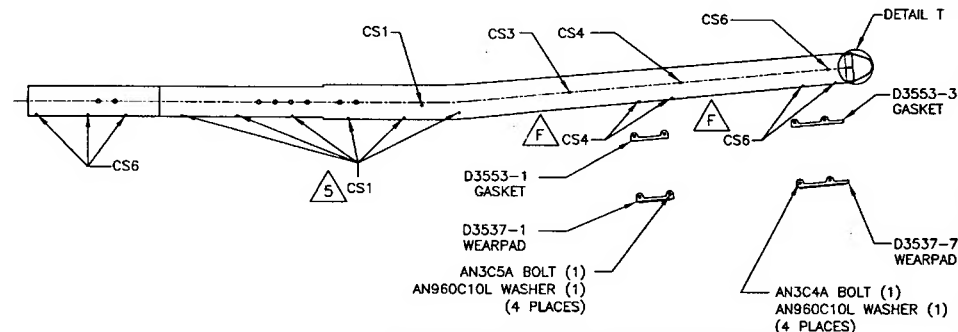 DETAIL T
CS6
CS4
CS3
CS1
D3553-3
GASKET
F
F
CS4
CS6
CS6
5
CS1
D3553-1
GASKET
D3537-1
WEARPAD
D3537-7
WEARPAD
AN3C5A BOLT (1)
AN960C10L WASHER (1)
(4 PLACES)
AN3C4A BOLT (1)
AN960C10L WASHER (1)
(4 PLACES)